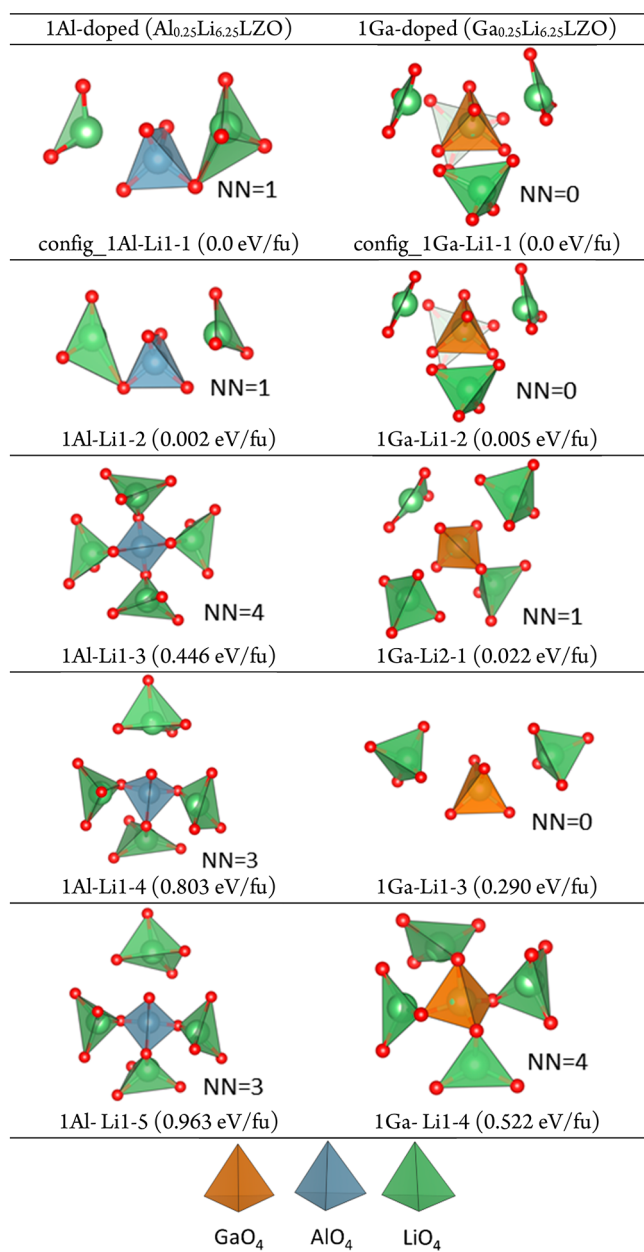 1Al-doped (Al₀.₂₅Li₆.₂₅LZO) 1Ga-doped (Ga₀.₂₅Li₆.₂₅LZO)
NN=1 NN=0
config_1Al-Li1-1 (0.0 eV/fu) config_1Ga-Li1-1 (0.0 eV/fu)
NN=1 NN=0
1Al-Li1-2 (0.002 eV/fu) 1Ga-Li1-2 (0.005 eV/fu)
NN=4 NN=1
1Al-Li1-3 (0.446 eV/fu) 1Ga-Li2-1 (0.022 eV/fu)
NN=3 NN=0
1Al-Li1-4 (0.803 eV/fu) 1Ga-Li1-3 (0.290 eV/fu)
NN=3 NN=4
1Al- Li1-5 (0.963 eV/fu) 1Ga- Li1-4 (0.522 eV/fu)
GaO₄ AlO₄ LiO₄